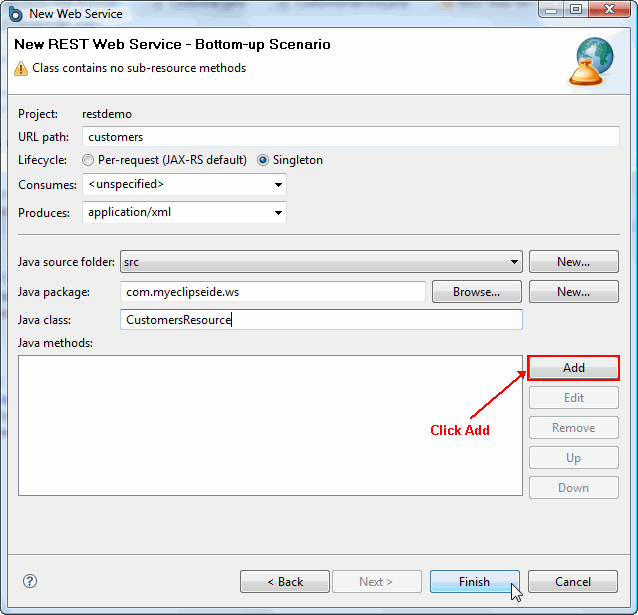 New Web Service
New REST Web Service - Bottom-up Scenario
Class contains no sub-resource methods
Project: restdemo
URL path: customers
Lifecycle: Per-request (JAX-RS default) Singleton
Consumes: <unspecified>
Produces: application/xml
Java source folder: src New...
Java package: com.myeclipseide.ws Browse... New...
Java class: CustomersResource
Java methods:
Add
Edit
Click Add
Remove
Up
Down
? < Back Next > Finish Cancel